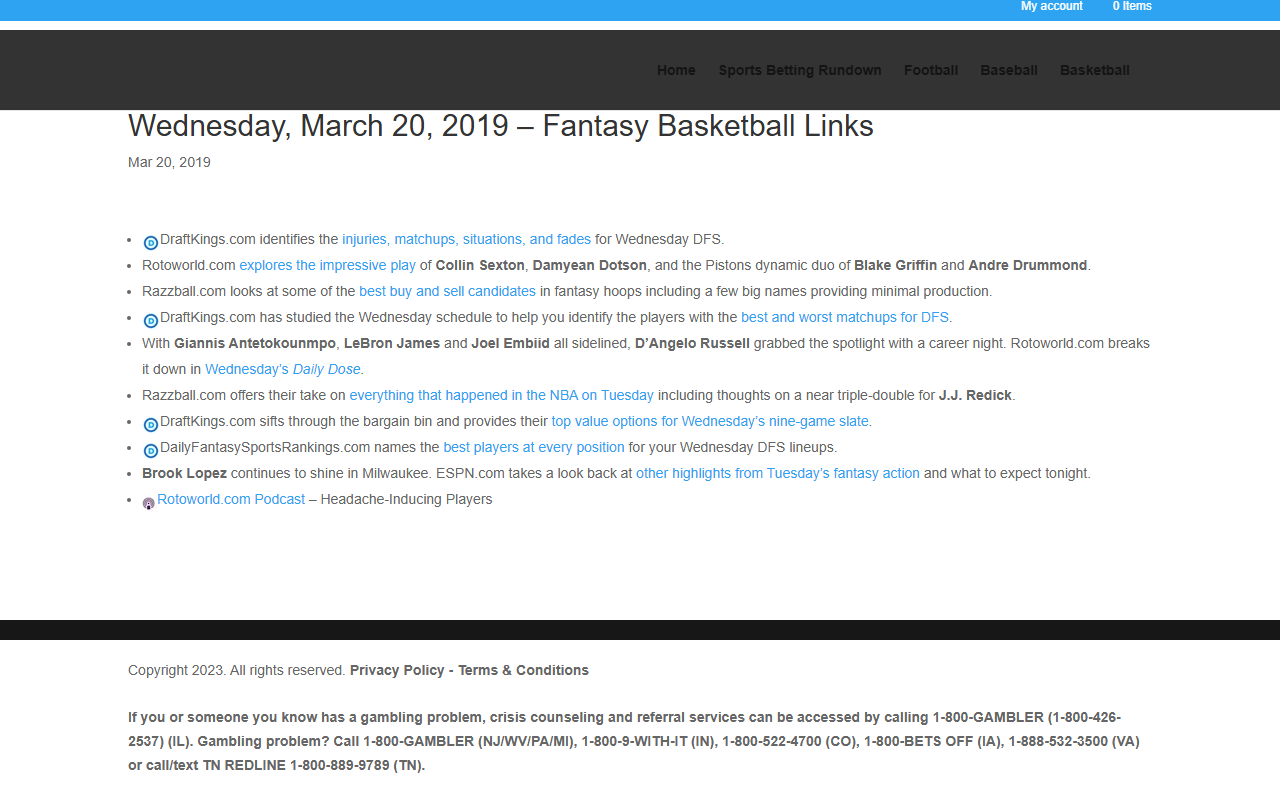 My account 0 Items
Home Sports Betting Rundown Football Baseball Basketball
Wednesday, March 20, 2019 – Fantasy Basketball Links
Mar 20, 2019
DraftKings.com identifies the injuries, matchups, situations, and fades for Wednesday DFS.
Rotoworld.com explores the impressive play of Collin Sexton, Damyean Dotson, and the Pistons dynamic duo of Blake Griffin and Andre Drummond.
Razzball.com looks at some of the best buy and sell candidates in fantasy hoops including a few big names providing minimal production.
DraftKings.com has studied the Wednesday schedule to help you identify the players with the best and worst matchups for DFS.
With Giannis Antetokounmpo, LeBron James and Joel Embiid all sidelined, D’Angelo Russell grabbed the spotlight with a career night. Rotoworld.com breaks
it down in Wednesday’s Daily Dose.
Razzball.com offers their take on everything that happened in the NBA on Tuesday including thoughts on a near triple-double for J.J. Redick.
DraftKings.com sifts through the bargain bin and provides their top value options for Wednesday’s nine-game slate.
DailyFantasySportsRankings.com names the best players at every position for your Wednesday DFS lineups.
Brook Lopez continues to shine in Milwaukee. ESPN.com takes a look back at other highlights from Tuesday’s fantasy action and what to expect tonight.
Rotoworld.com Podcast – Headache-Inducing Players
Copyright 2023. All rights reserved. Privacy Policy - Terms & Conditions
If you or someone you know has a gambling problem, crisis counseling and referral services can be accessed by calling 1-800-GAMBLER (1-800-426-
2537) (IL). Gambling problem? Call 1-800-GAMBLER (NJ/WV/PA/MI), 1-800-9-WITH-IT (IN), 1-800-522-4700 (CO), 1-800-BETS OFF (IA), 1-888-532-3500 (VA)
or call/text TN REDLINE 1-800-889-9789 (TN).